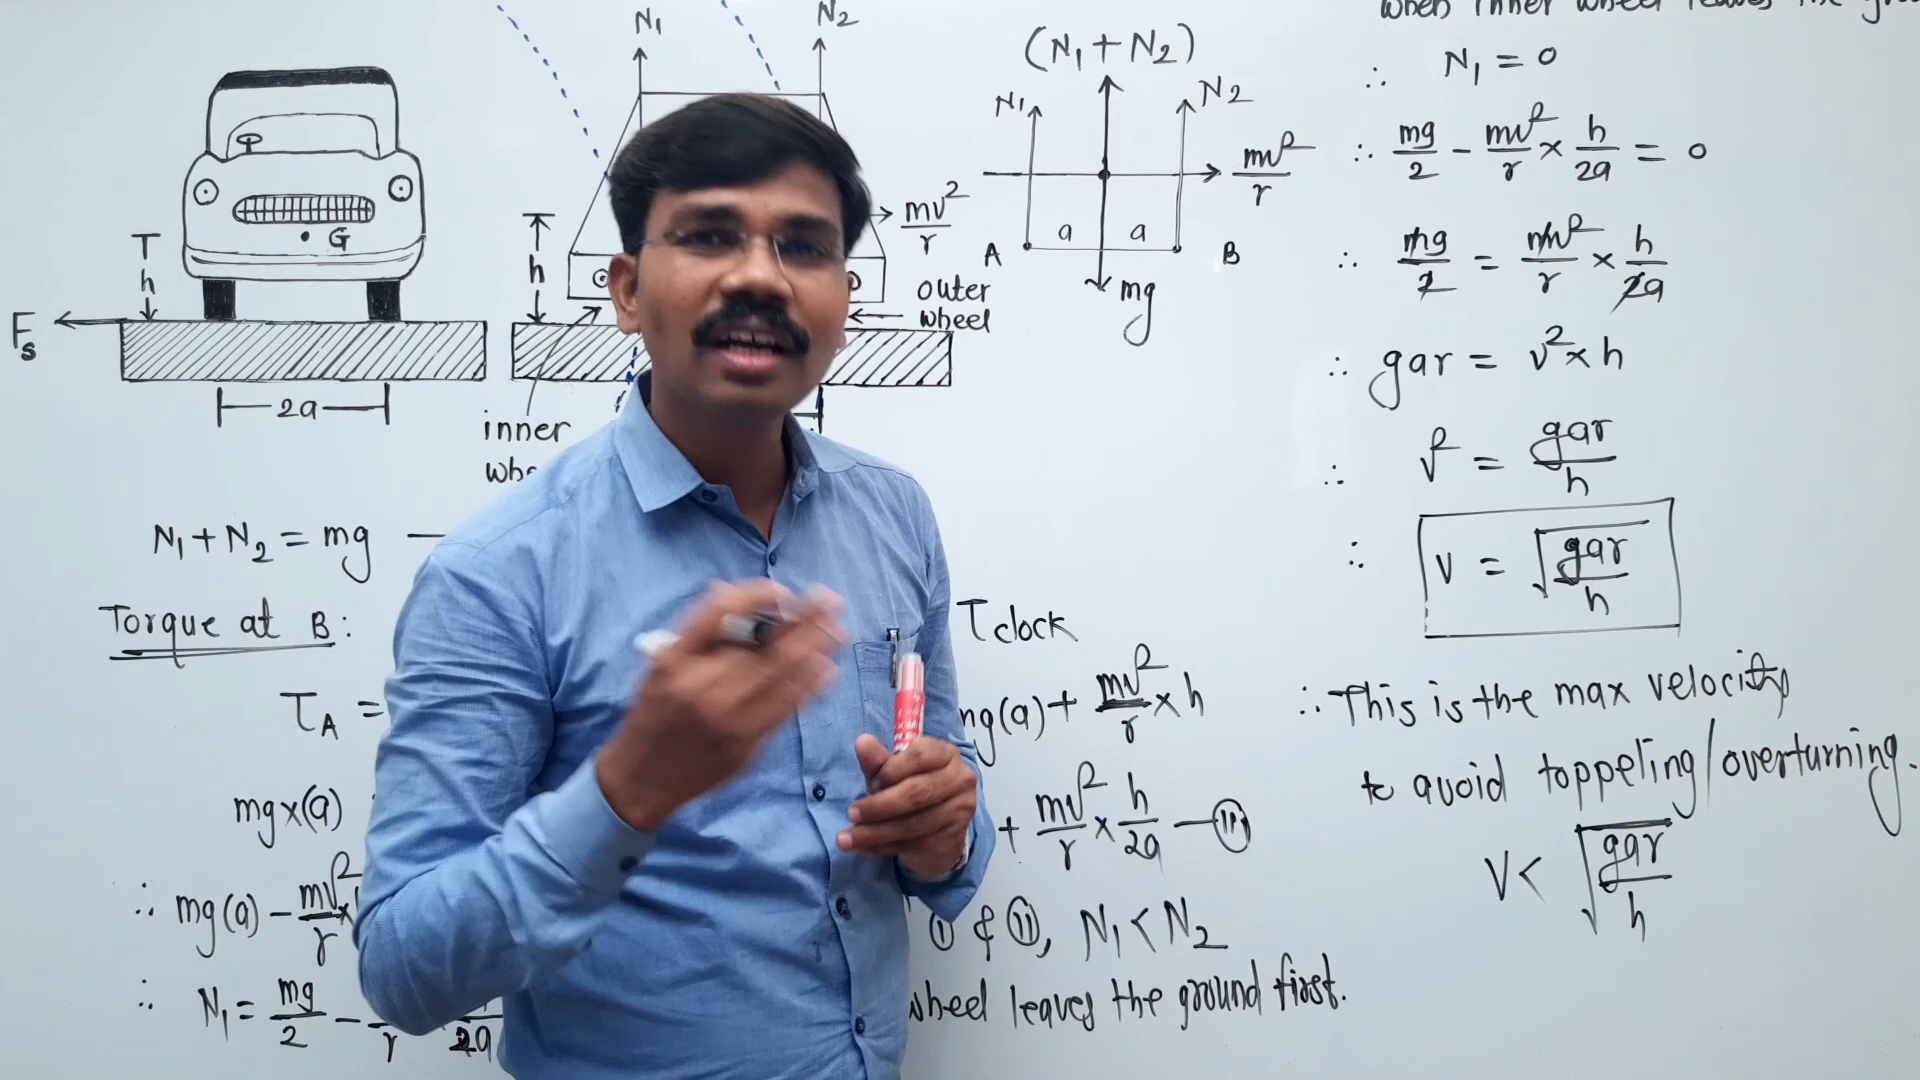 when inner wheel leaves the
∴ N₁ = 0
∴ mg/2 - mv²/r × h/2a = 0
∴ mg/2 = mv²/r × h/2a
∴ gar = v² × h
∴ v² = gar/h
∴ v = √(gar/h)
∴ This is the max velocity
to avoid toppeling/overturning.
v < √(gar/h)
G
h
Fs
2a
N₁
N₂
mv²/r
h
outer
wheel
inner
(N₁ + N₂)
N₁
N₂
mv²/r
a
a
A
B
mg
N₁ + N₂ = mg
Torque at B:
τA =
mg×(a)
∴ mg(a) - mv²/r ×
∴ N₁ = mg/2 - /r 2a
τclock
mg(a) + mv²/r × h
+ mv²/r × h/2a — (III)
& (III), N₁ < N₂
wheel leaves the ground first.